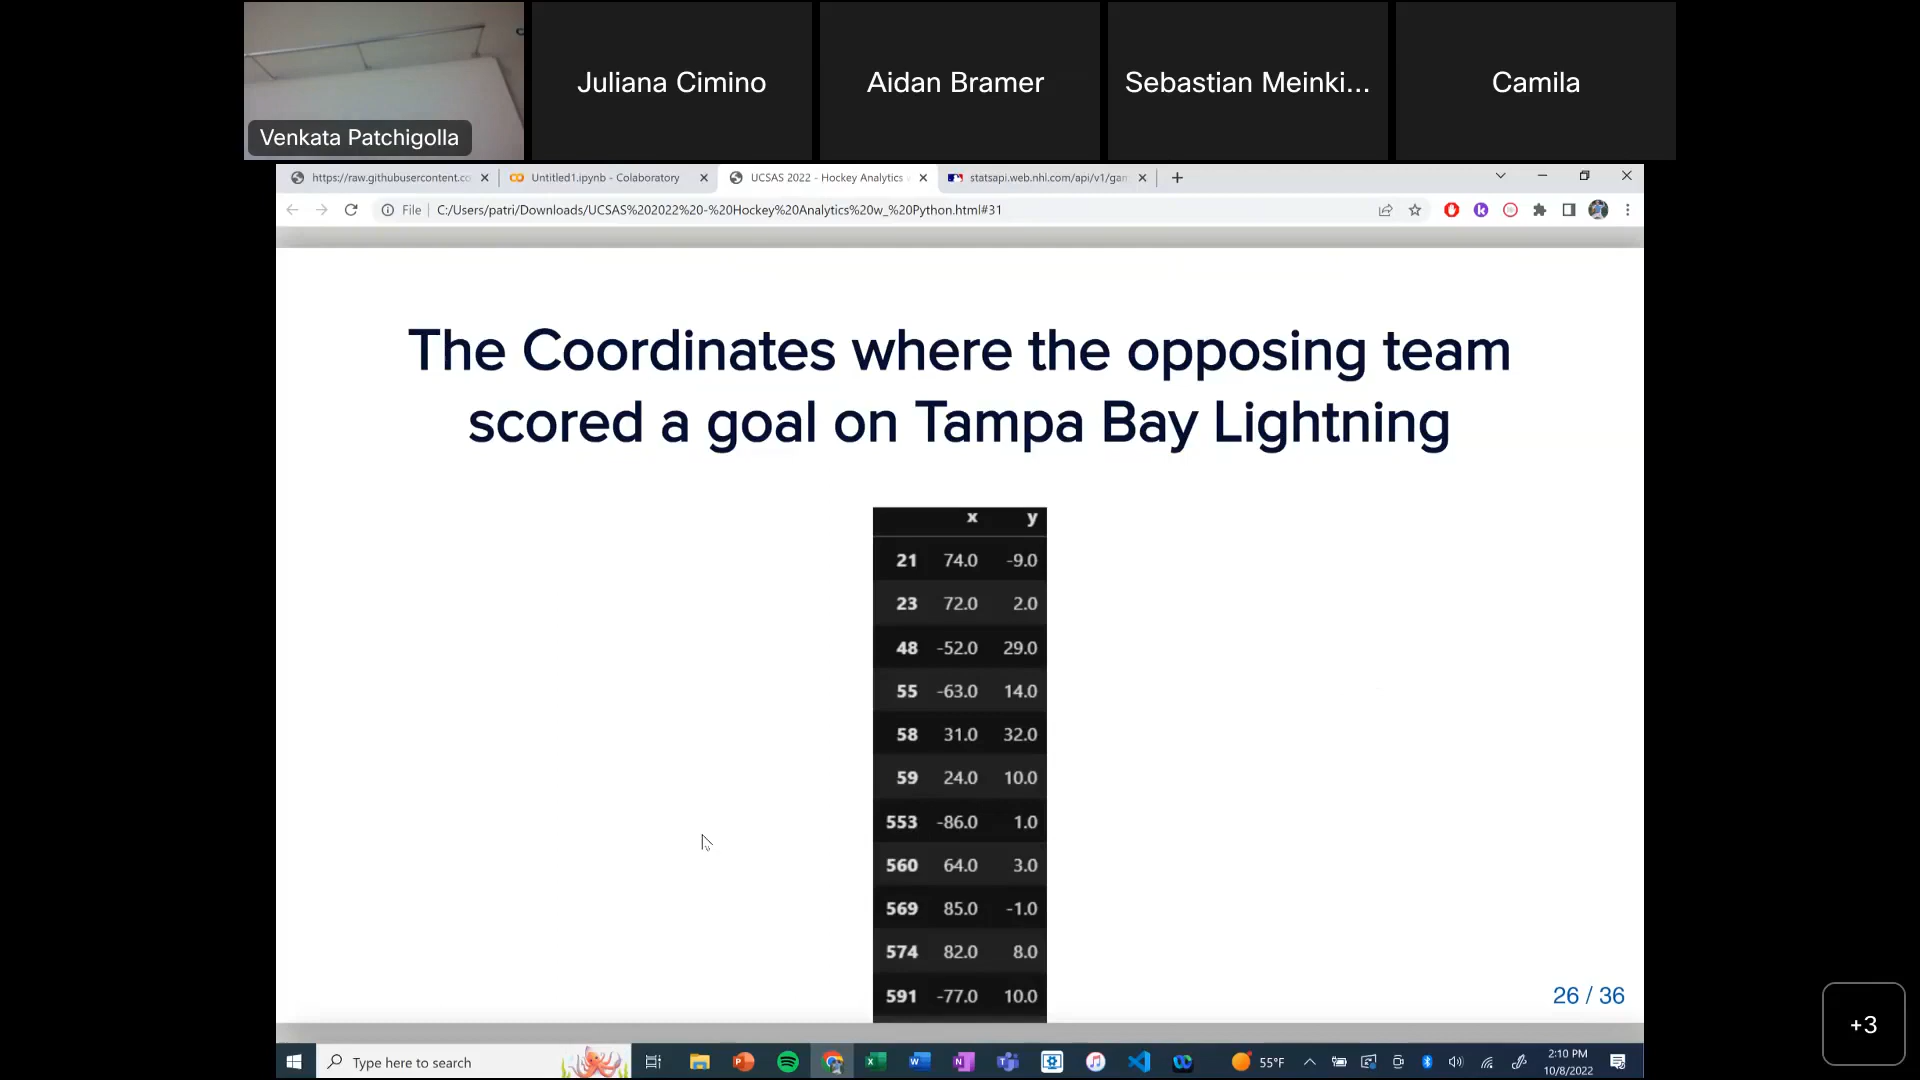 Venkata Patchigolla
Juliana Cimino
Aidan Bramer
Sebastian Meinki...
Camila
https://raw.githubusercontent.co
Untitled1.ipynb - Colaboratory
UCSAS 2022 - Hockey Analytics
statsapi.web.nhl.com/api/v1/gam
File
C:/Users/patri/Downloads/UCSAS%202022%20-%20Hockey%20Analytics%20w_%20Python.html#31
The Coordinates where the opposing team
scored a goal on Tampa Bay Lightning
x y
21 74.0 -9.0
23 72.0 2.0
48 -52.0 29.0
55 -63.0 14.0
58 31.0 32.0
59 24.0 10.0
553 -86.0 1.0
560 64.0 3.0
569 85.0 -1.0
574 82.0 8.0
591 -77.0 10.0
26 / 36
+3
Type here to search
55°F
2:10 PM
10/8/2022